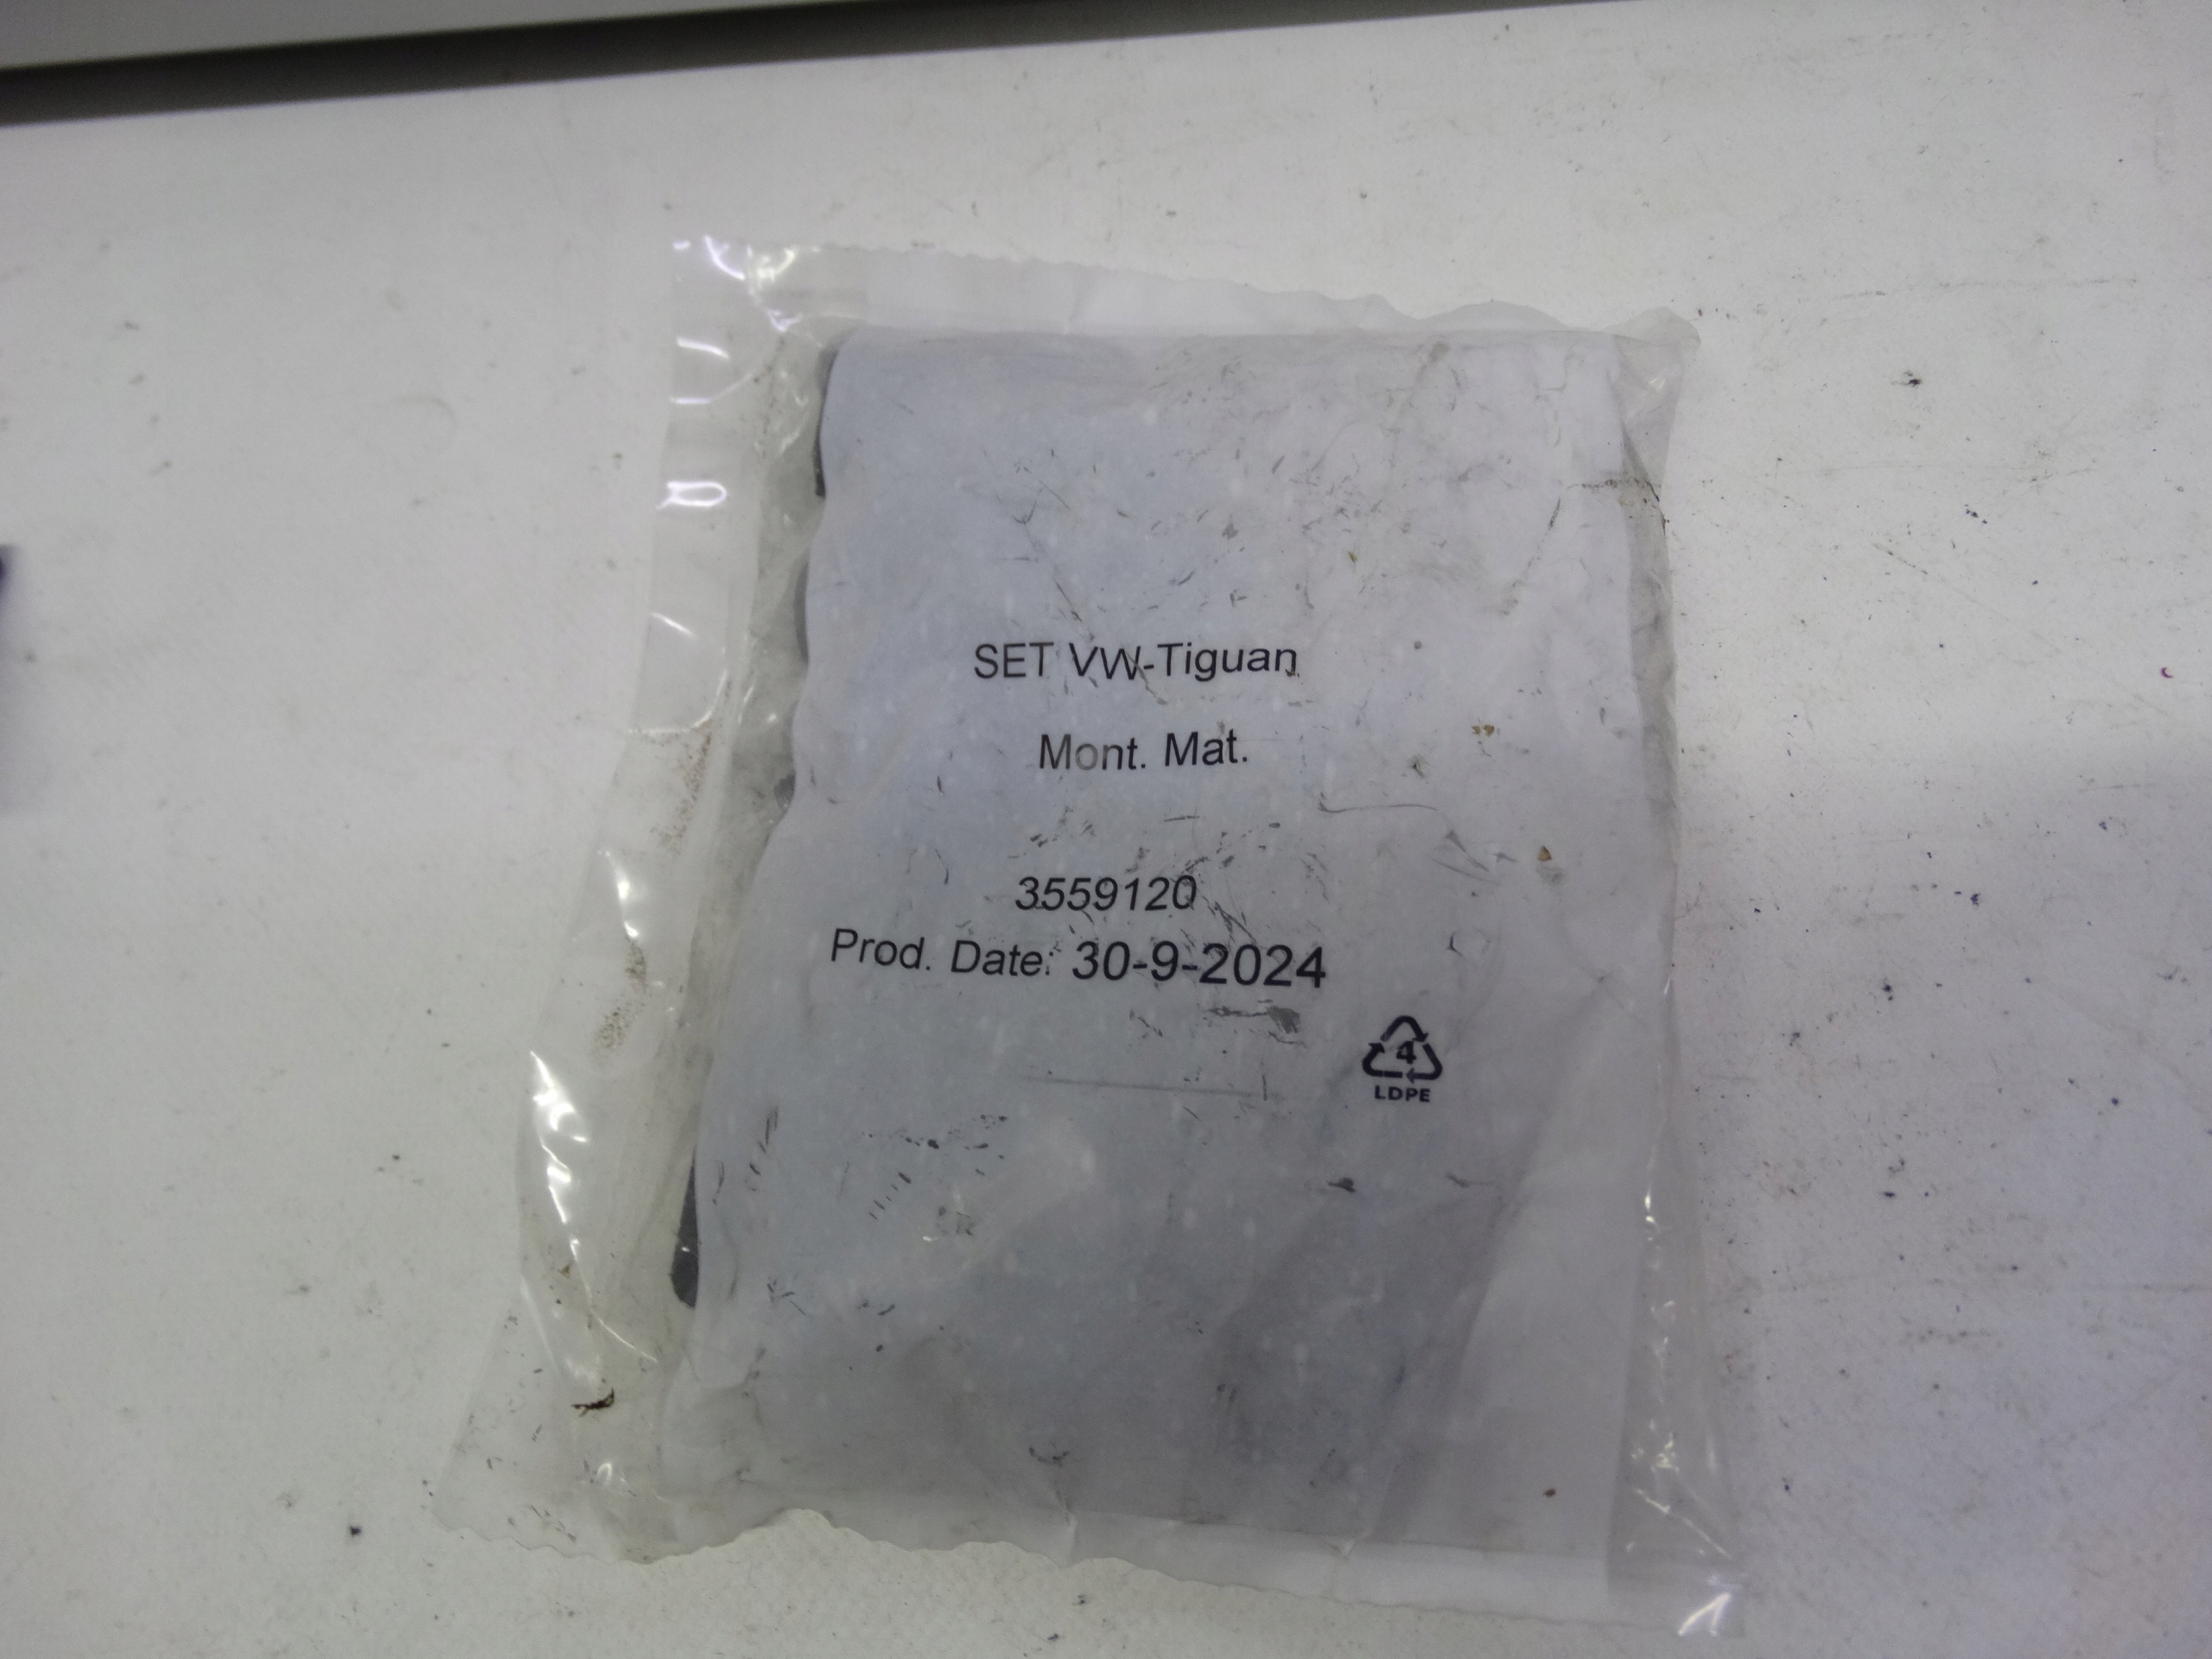 SET VW-Tiguan
Mont. Mat.
3559120
Prod. Date: 30-9-2024
4
LDPE